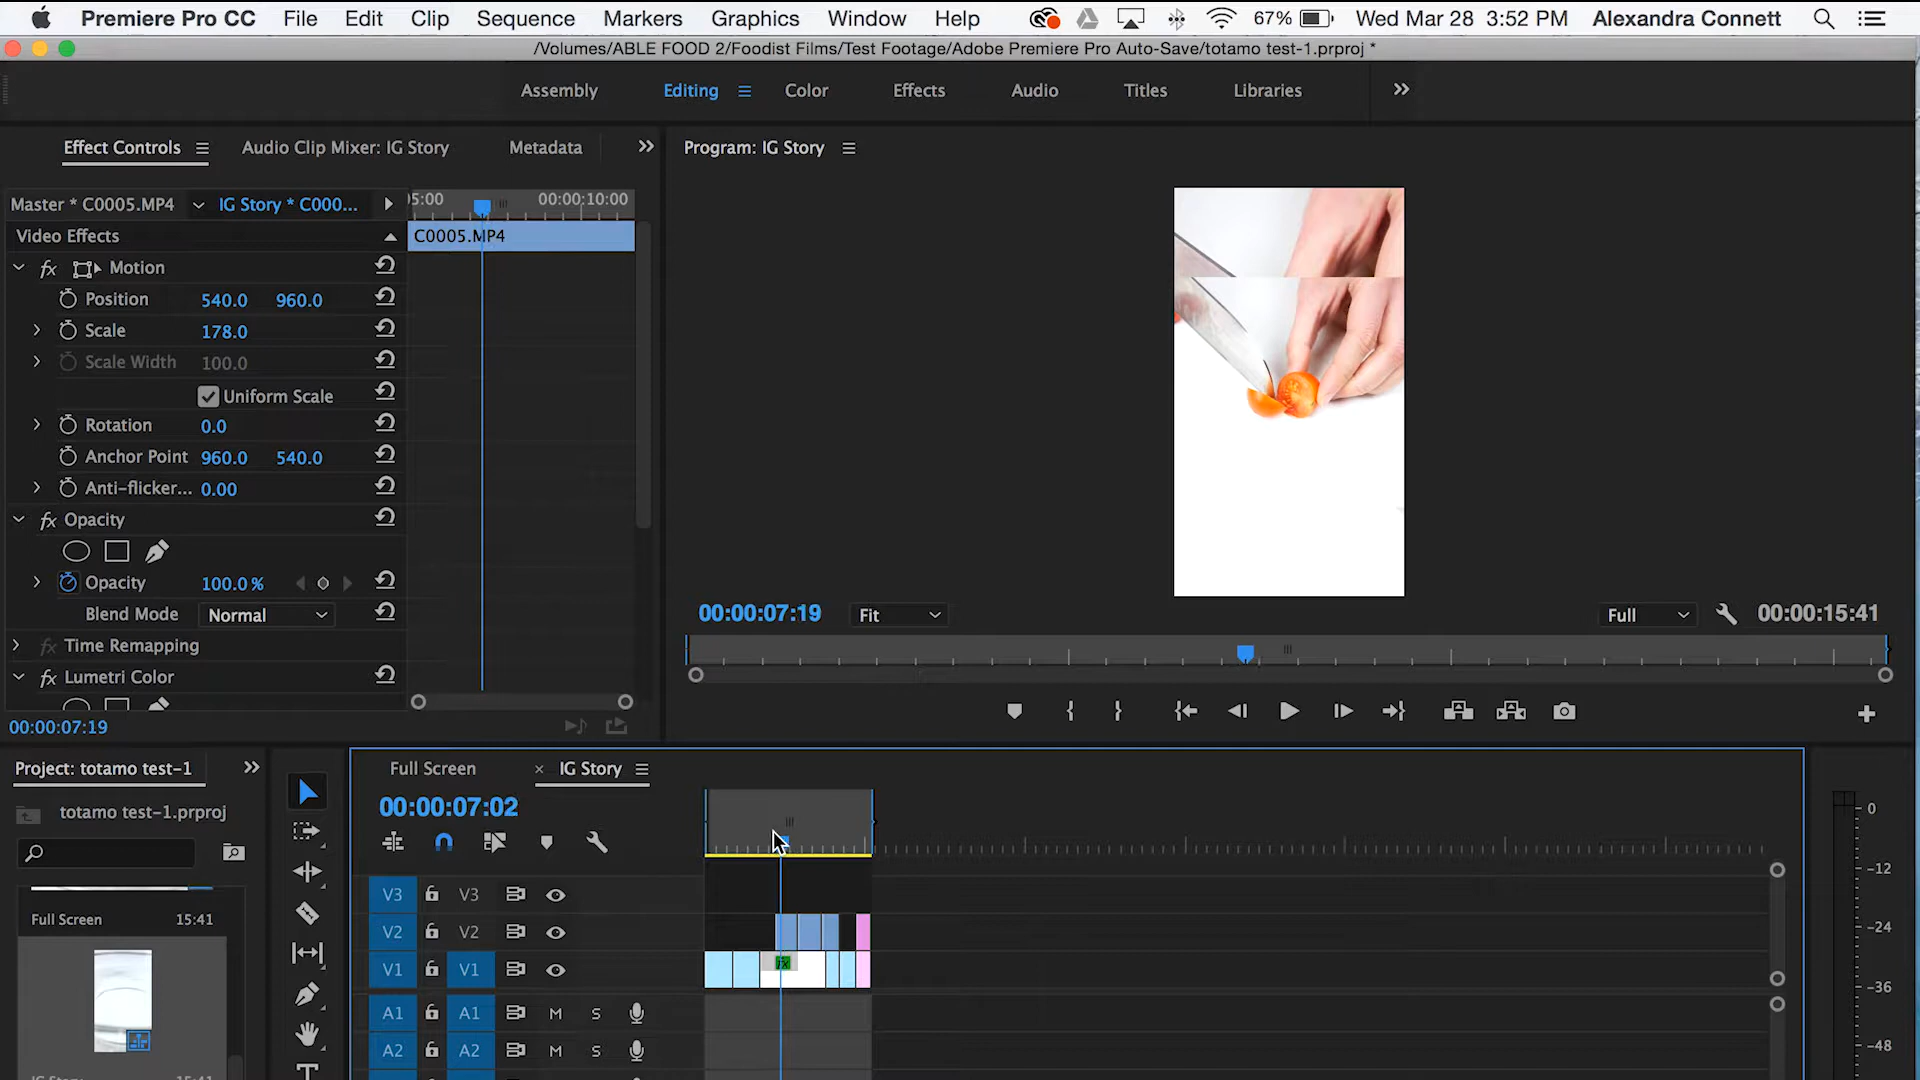 Premiere Pro CC File Edit Clip Sequence Markers Graphics Window Help 67% Wed Mar 28 3:52 PM Alexandra Connett
/Volumes/ABLE FOOD 2/Foodist Films/Test Footage/Adobe Premiere Pro Auto-Save/totamo test-1.prproj *
Assembly Editing Color Effects Audio Titles Libraries
Effect Controls Audio Clip Mixer: IG Story Metadata
Program: IG Story
Master * C0005.MP4 IG Story * C000...
00:00:10:00
Video Effects
C0005.MP4
fx Motion
Position 540.0 960.0
Scale 178.0
Scale Width 100.0
Uniform Scale
Rotation 0.0
Anchor Point 960.0 540.0
Anti-flicker... 0.00
fx Opacity
Opacity 100.0 %
Blend Mode Normal
fx Time Remapping
fx Lumetri Color
00:00:07:19
00:00:07:19 Fit Full 00:00:15:41
Project: totamo test-1
totamo test-1.prproj
Full Screen 15:41
Full Screen × IG Story
00:00:07:02
V3 V3
V2 V2
V1 V1
fx
A1 A1 M S
A2 A2 M S
0
-12
-24
-36
-48
IG Story 15:41